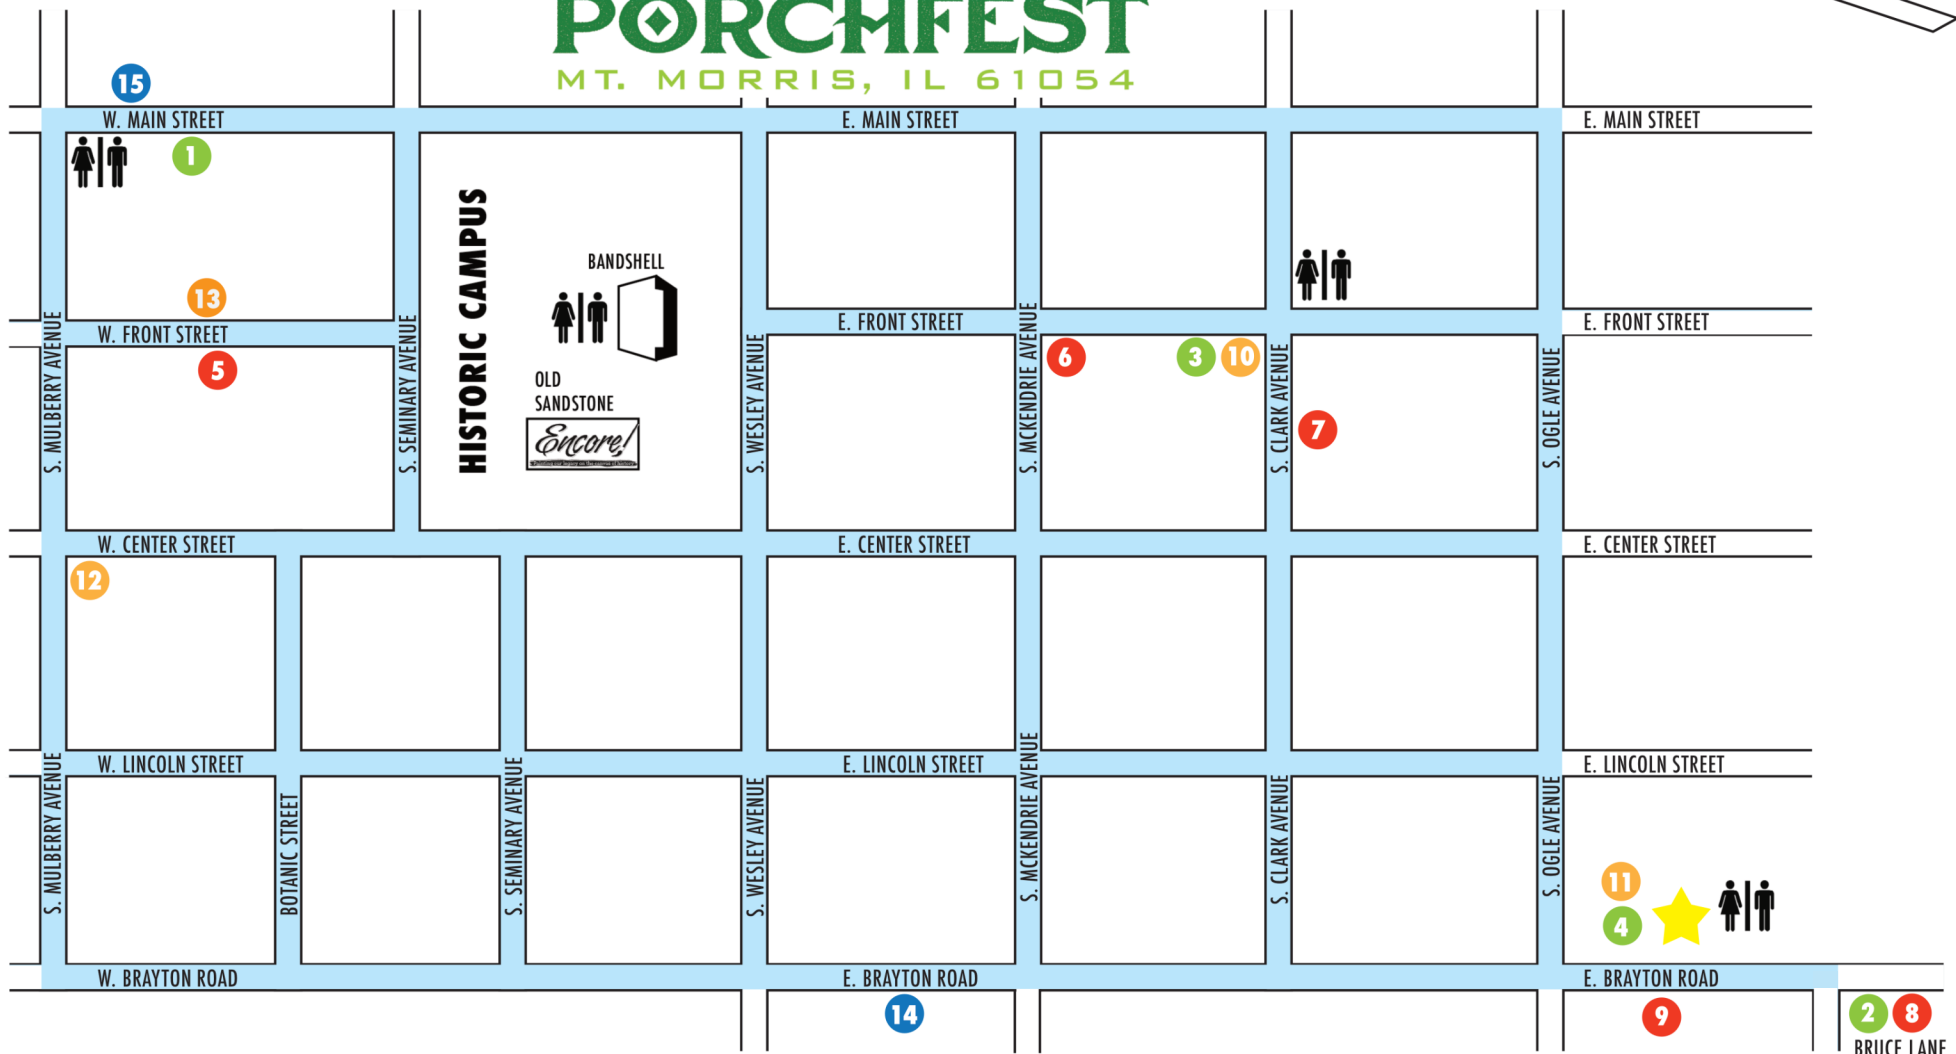 PORCHFEST
MT. MORRIS, IL 61054
15
W. MAIN STREET
E. MAIN STREET
E. MAIN STREET
1
HISTORIC CAMPUS
BANDSHELL
13
W. FRONT STREET
E. FRONT STREET
E. FRONT STREET
S. MULBERRY AVENUE
S. SEMINARY AVENUE
S. WESLEY AVENUE
S. MCKENDRIE AVENUE
S. CLARK AVENUE
S. OGLE AVENUE
5
6
3
10
7
OLD
SANDSTONE
Encore!
W. CENTER STREET
E. CENTER STREET
E. CENTER STREET
12
W. LINCOLN STREET
E. LINCOLN STREET
E. LINCOLN STREET
S. MULBERRY AVENUE
BOTANIC STREET
S. SEMINARY AVENUE
S. WESLEY AVENUE
S. MCKENDRIE AVENUE
S. CLARK AVENUE
S. OGLE AVENUE
11
4
W. BRAYTON ROAD
E. BRAYTON ROAD
E. BRAYTON ROAD
14
9
2
8
BRUCE LANE